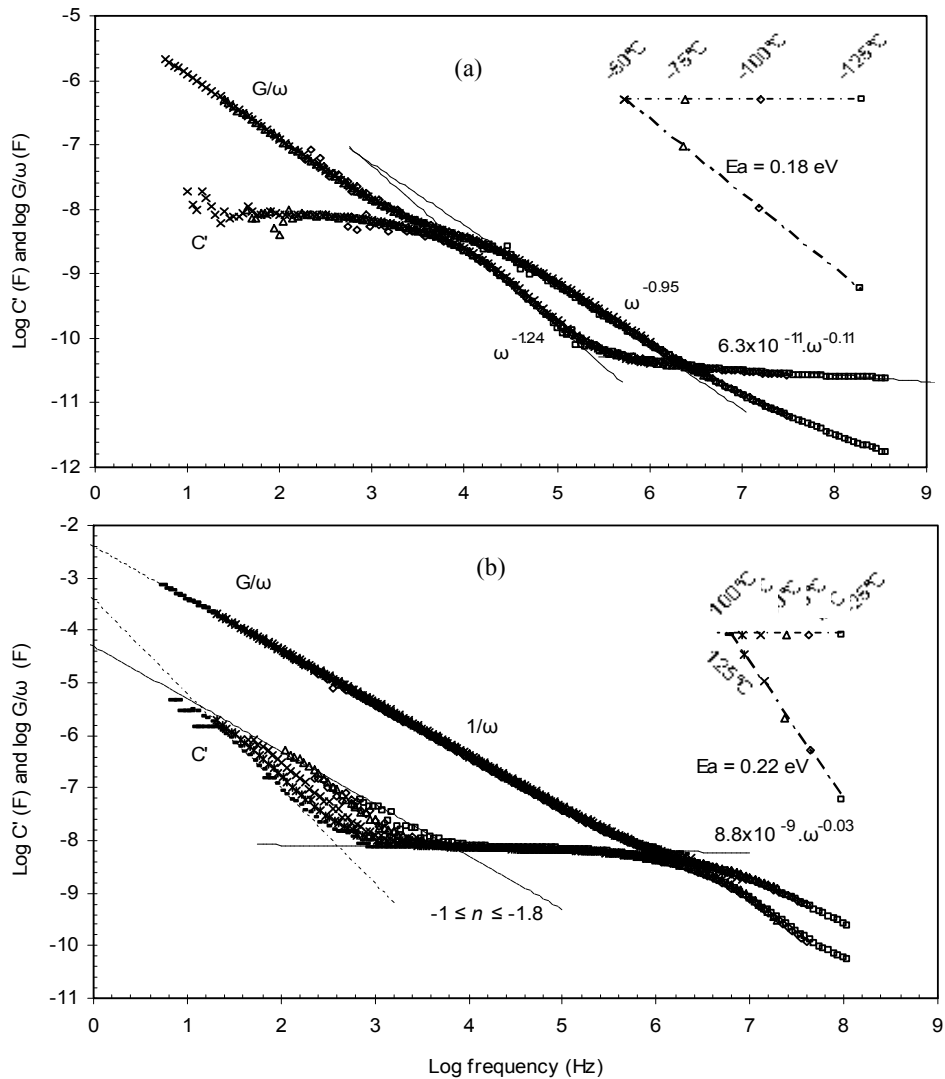 -5
-6
-7
-8
-9
-10
-11
-12
Log C' (F) and log G/ω (F)
(a)
G/ω
C'
-50°C
-75°C
-100°C
-125°C
Ea = 0.18 eV
ω-0.95
ω-1.24
6.3x10 -11.ω-0.11
0 1 2 3 4 5 6 7 8 9
-2
-3
-4
-5
-6
-7
-8
-9
-10
-11
Log C' (F) and log G/ω (F)
(b)
G/ω
C'
1/ω
100°C
-25°C
125°C
Ea = 0.22 eV
8.8x10 -9.ω-0.03
-1 ≤ n ≤ -1.8
0 1 2 3 4 5 6 7 8 9
Log frequency (Hz)